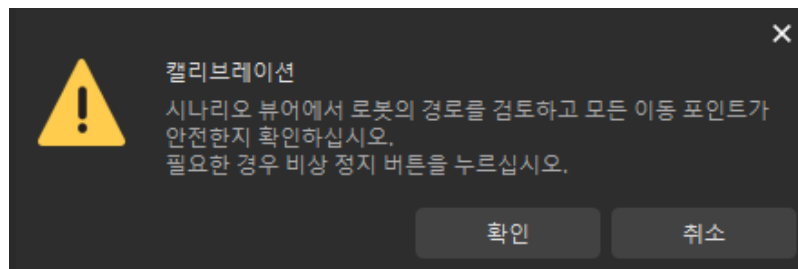 캘리브레이션
시나리오 뷰어에서 로봇의 경로를 검토하고 모든 이동 포인트가
안전한지 확인하십시오.
필요한 경우 비상 정지 버튼을 누르십시오.
확인 취소